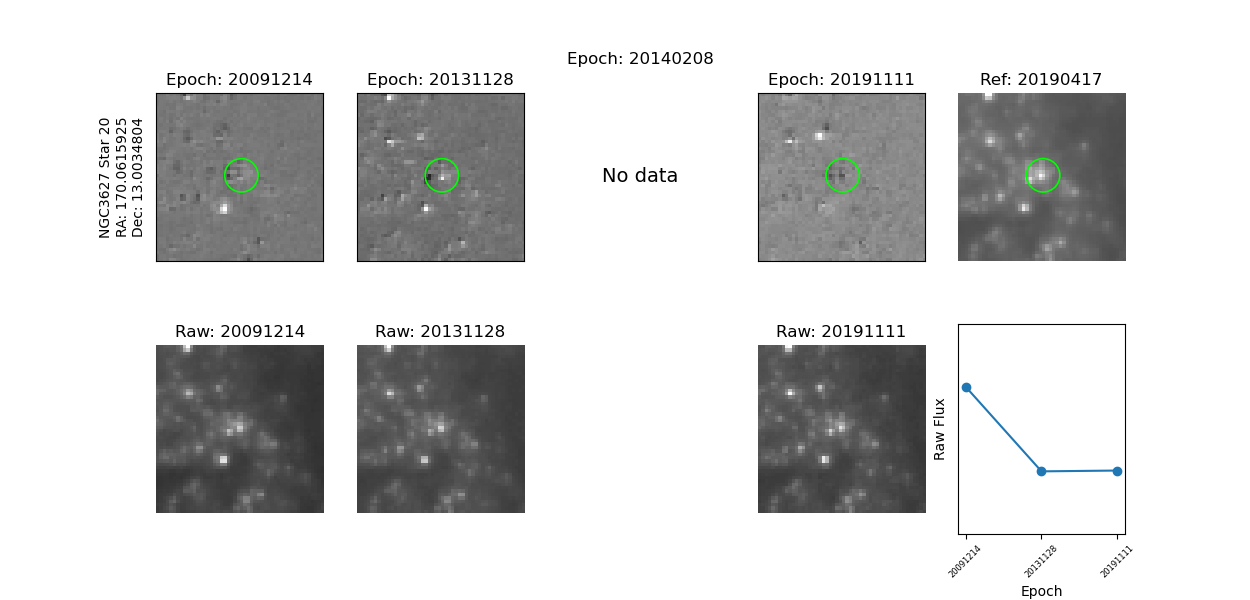 Epoch: 20140208
Epoch: 20091214
Epoch: 20131128
Epoch: 20191111
Ref: 20190417
NGC3627 Star 20
RA: 170.0615925
Dec: 13.0034804
No data
Raw: 20091214
Raw: 20131128
Raw: 20191111
Raw Flux
20091214
20131128
20191111
Epoch